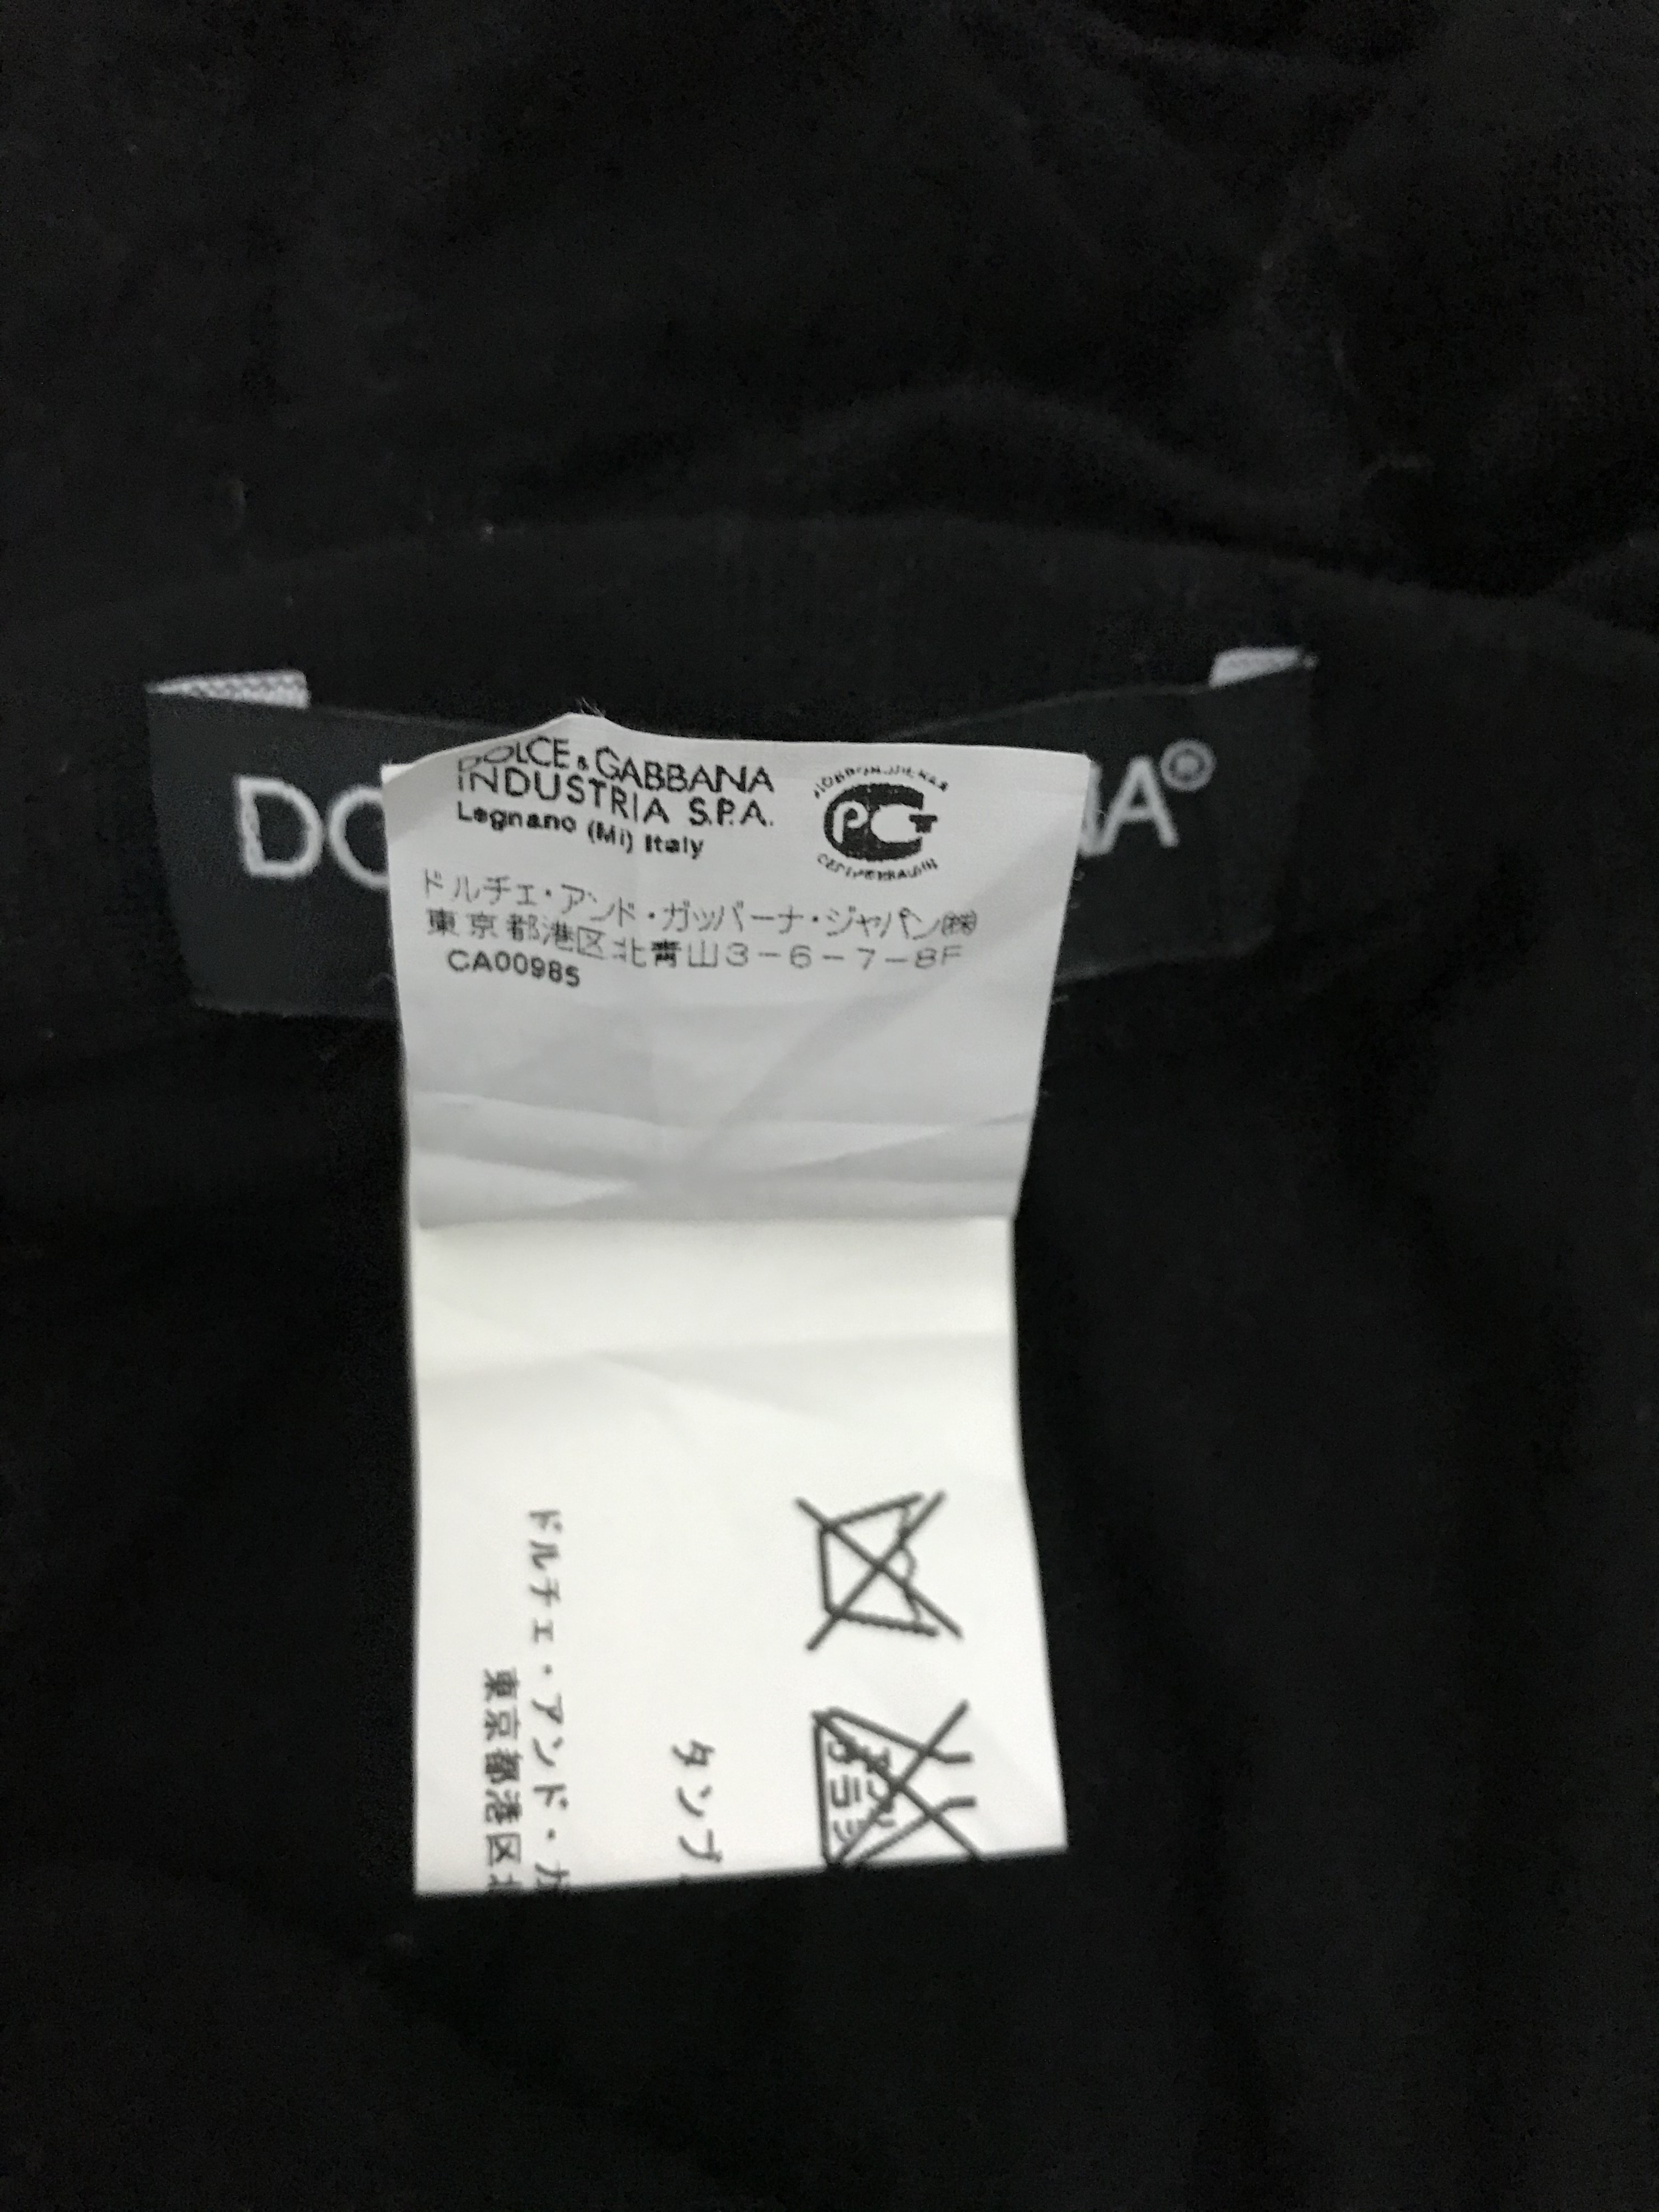 DOLCE & GABBANA
INDUSTRIA S.P.A.
Legnano (Mi) Italy
ドルチェ・アンド・ガッバーナ・ジャパン㈱
東京都港区北青山3-6-7-8F
CA00985
ドルチェ・アンド・ガ
東京都港区北
タンブ